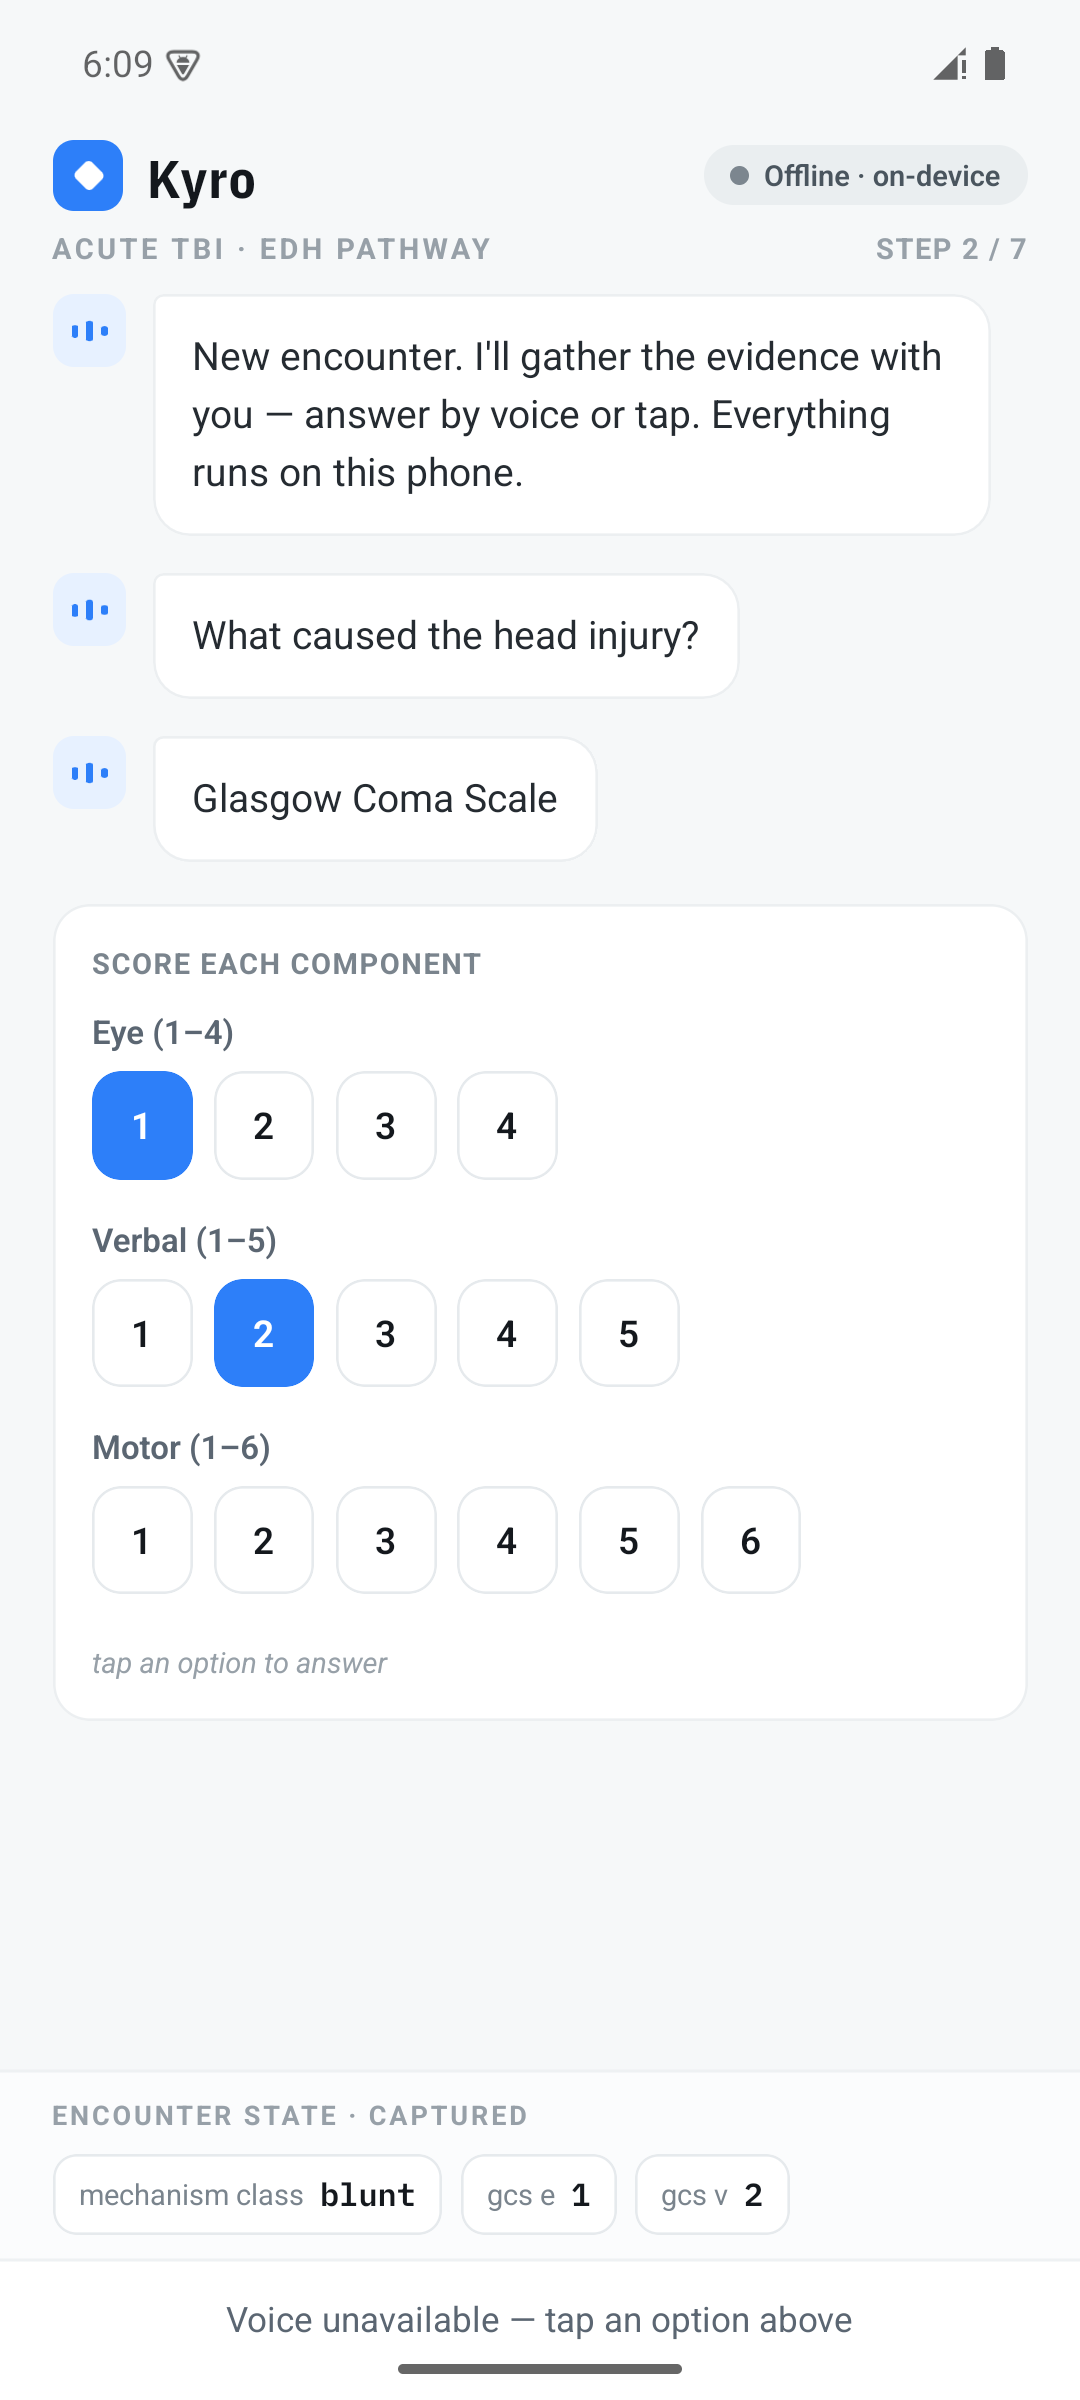 6:09
Kyro
Offline · on-device
ACUTE TBI · EDH PATHWAY
STEP 2 / 7
New encounter. I'll gather the evidence with
you — answer by voice or tap. Everything
runs on this phone.
What caused the head injury?
Glasgow Coma Scale
SCORE EACH COMPONENT
Eye (1–4)
1 2 3 4
Verbal (1–5)
1 2 3 4 5
Motor (1–6)
1 2 3 4 5 6
tap an option to answer
ENCOUNTER STATE · CAPTURED
mechanism class blunt
gcs e 1
gcs v 2
Voice unavailable — tap an option above